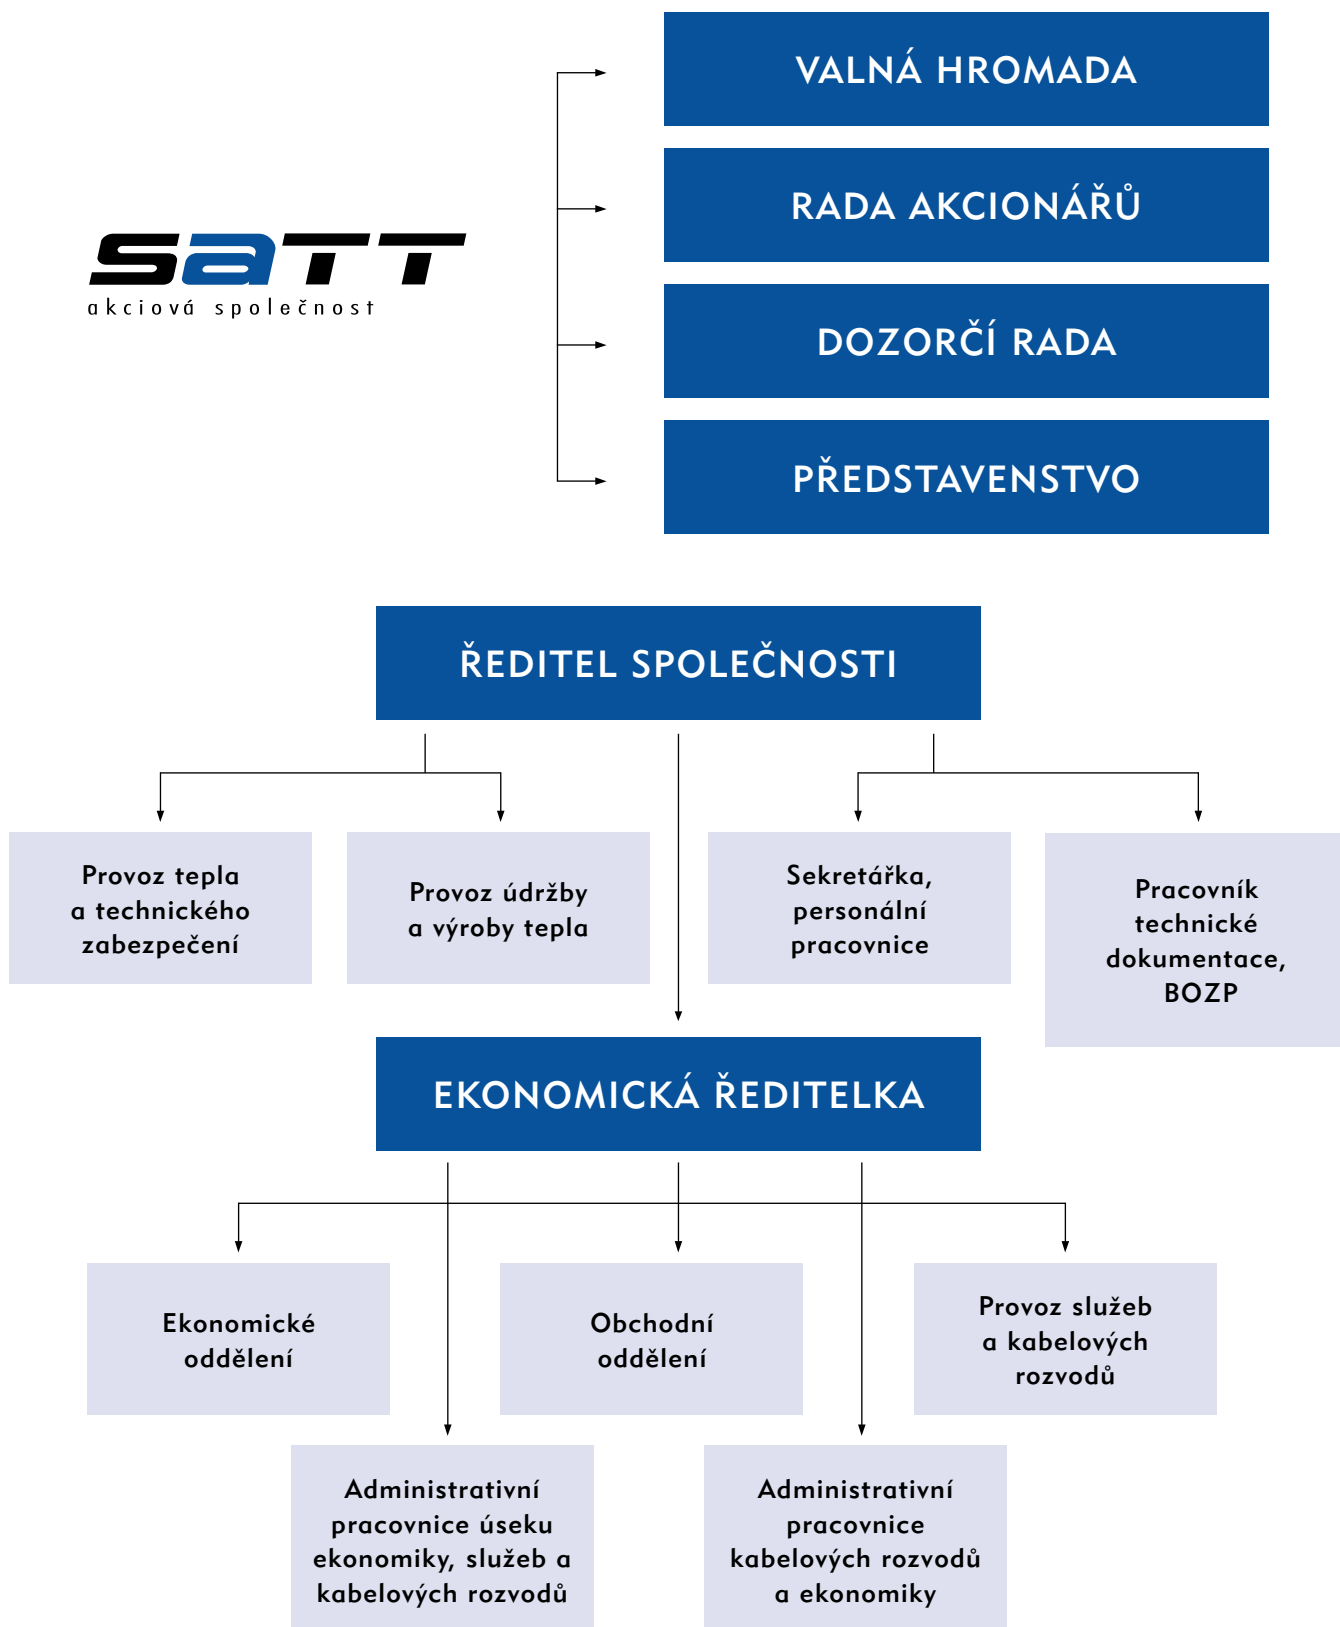 VALNÁ HROMADA
RADA AKCIONÁŘŮ
saTT
akciová společnost
DOZORČÍ RADA
PŘEDSTAVENSTVO
ŘEDITEL SPOLEČNOSTI
Provoz tepla
a technického
zabezpečení
Provoz údržby
a výroby tepla
Sekretářka,
personální
pracovnice
Pracovník
technické
dokumentace,
BOZP
EKONOMICKÁ ŘEDITELKA
Ekonomické
oddělení
Obchodní
oddělení
Provoz služeb
a kabelových
rozvodů
Administrativní
pracovnice úseku
ekonomiky, služeb a
kabelových rozvodů
Administrativní
pracovnice
kabelových rozvodů
a ekonomiky